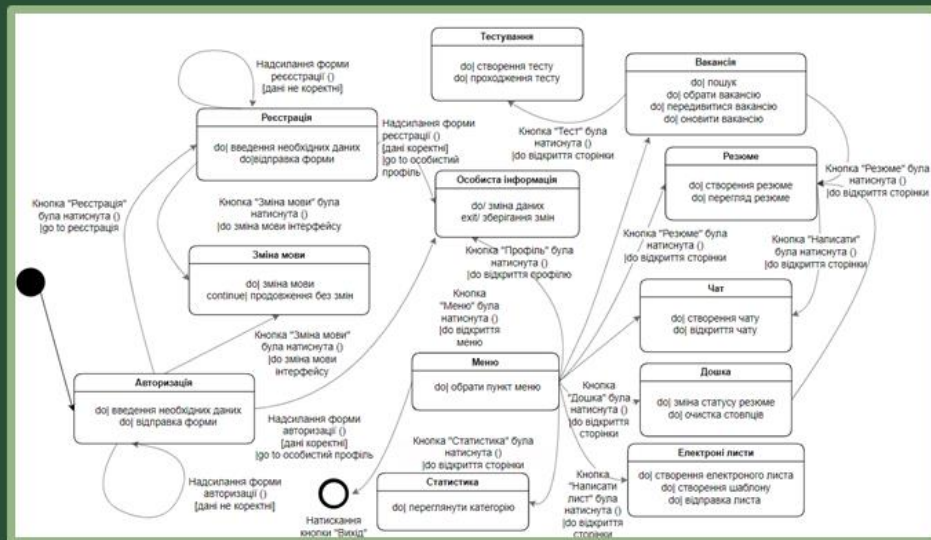 Тестування
do| створення тесту
do| проходження тесту
Вакансія
do| пошук
do| обрати вакансію
do| передивитися вакансію
do| оновити вакансію
Надсилання форми
реєстрації ()
[дані не коректні]
Реєстрація
do| введення необхідних даних
do|відправка форми
Надсилання форми
реєстрації ()
[дані коректні]
|go to особистий
профіль
Кнопка "Тест" була
натиснута ()
|do відкриття сторінки
Резюме
do| створення резюме
do| перегляд резюме
Кнопка "Резюме" була
натиснута ()
|do відкриття сторінки
Особиста інформація
do/ зміна даних
exit/ зберігання змін
Кнопка "Реєстрація"
була натиснута ()
|go to реєстрація
Кнопка "Зміна мови" була
натиснута ()
|do зміна мови інтерфейсу
Кнопка "Резюме" була
натиснута ()
|do відкриття сторінки
Кнопка "Написати"
була натиснута ()
|do відкриття сторінки
Кнопка "Профіль" була
натиснута ()
|do відкриття єрофілю
Зміна мови
do| зміна мови
continue| продовження без змін
Чат
do| створення чату
do| відкриття чату
Кнопка
"Меню" була
натиснута ()
|do відкриття
меню
Кнопка "Зміна мови"
була натиснута ()
|do зміна мови
інтерфейсу
Меню
do| обрати пункт меню
Дошка
do| зміна статусу резюме
do| очистка стовпців
Кнопка
"Дошка" була
натиснута ()
|do відкриття
сторінки
Авторизація
do| введення необхідних даних
do| відправка форми
Надсилання форми
авторизації ()
[дані коректні]
|go to особистий профіль
Кнопка "Статистика" була
натиснута ()
|do відкриття сторінки
Електроні листи
do| створення електроного листа
do| створення шаблону
do| відправка листа
Кнопка
"Написати
лист" була
натиснута ()
|do відкриття
сторінки
Статистика
do| переглянути категорію
Надсилання форми
авторизації ()
[дані не коректні]
Натискання
кнопки "Вихід"